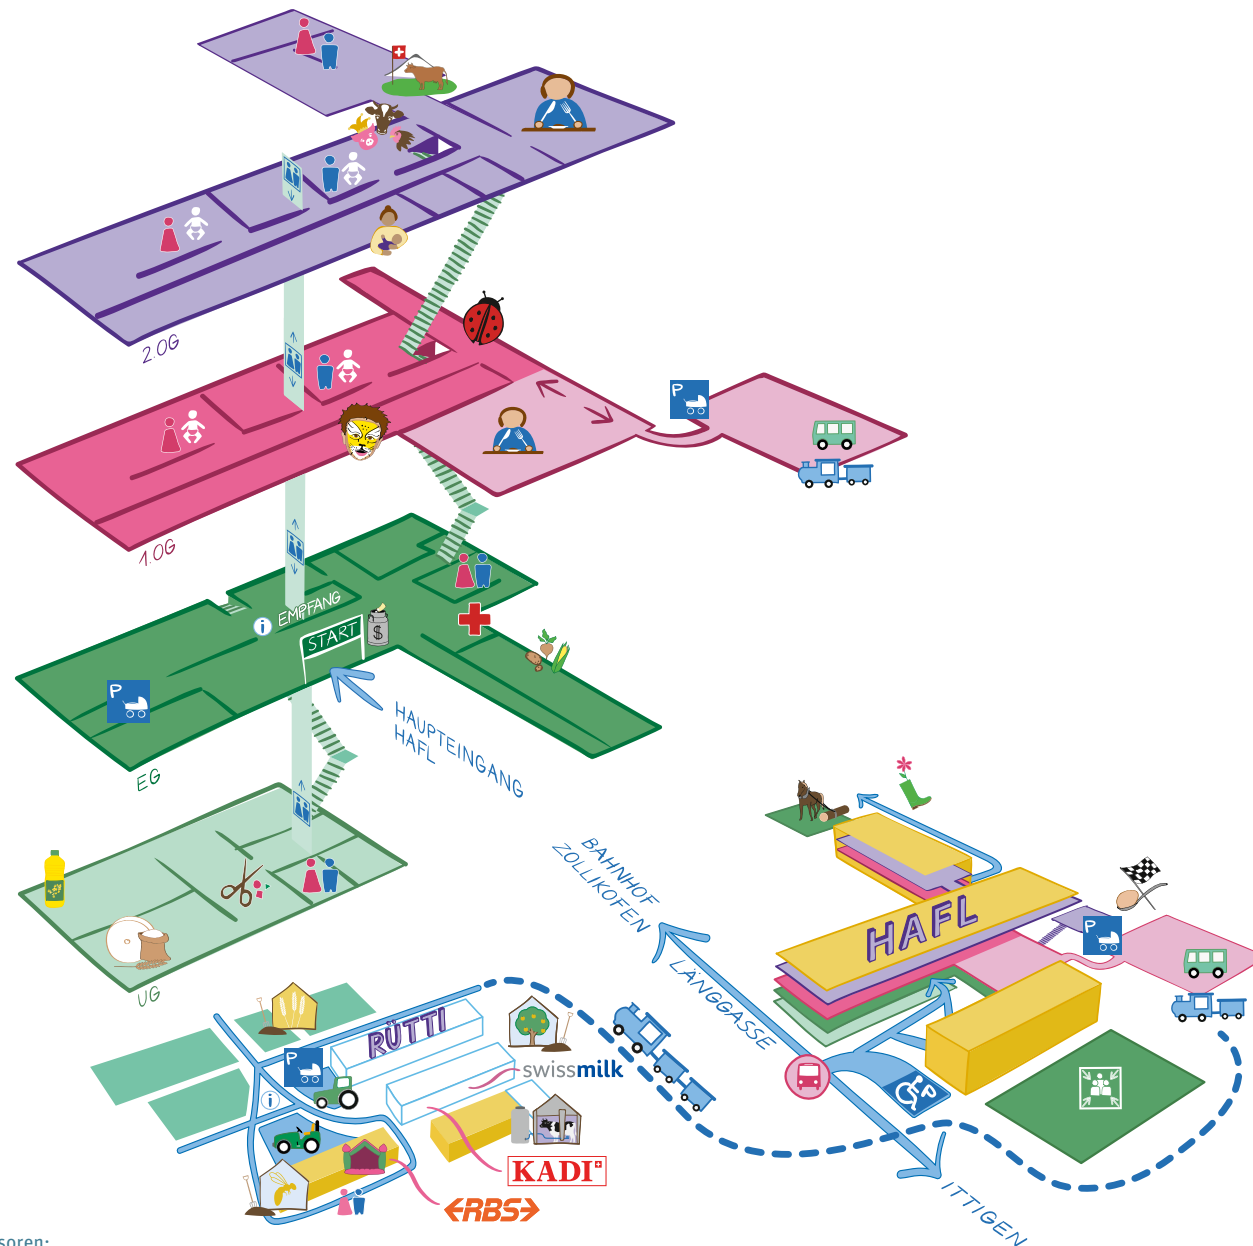 2.OG
1.OG
EMPFANG
i
START
$
P
HAUPTEINGANG
HAFL
EG
UG
BAHNHOF
ZOLLIKOFEN
LÄNGGASSE
HAFL
P
P
ITTIGEN
RÜTTI
P
i
swissmilk
KADI
RBS
P
soren: